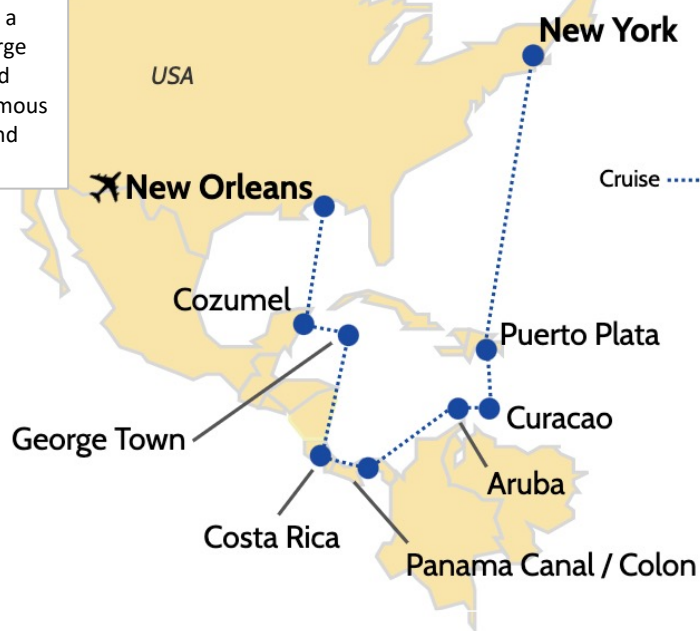 a
rge
d
mous
nd
New York
USA
New Orleans
Cruise
Cozumel
Puerto Plata
George Town
Curacao
Aruba
Costa Rica
Panama Canal / Colon